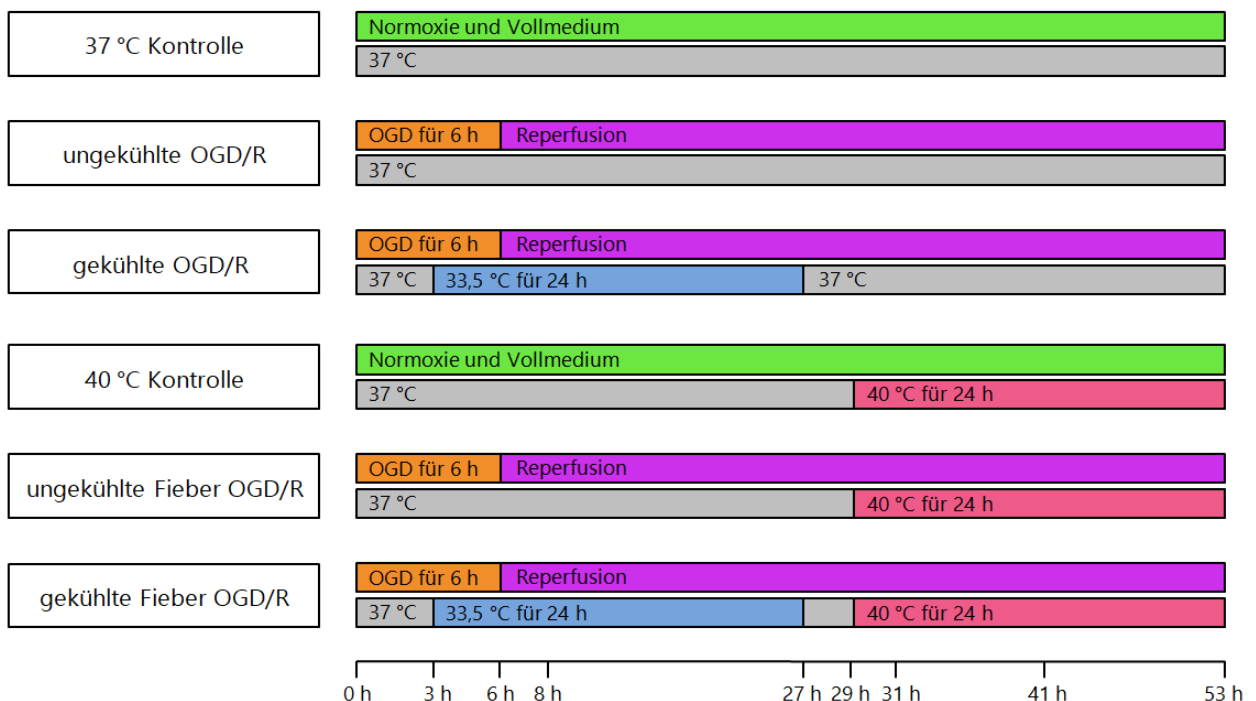 37 °C Kontrolle
Normoxie und Vollmedium
37 °C
ungekühlte OGD/R
OGD für 6 h
Reperfusion
37 °C
gekühlte OGD/R
OGD für 6 h
Reperfusion
37 °C
33,5 °C für 24 h
37 °C
40 °C Kontrolle
Normoxie und Vollmedium
37 °C
40 °C für 24 h
ungekühlte Fieber OGD/R
OGD für 6 h
Reperfusion
37 °C
40 °C für 24 h
gekühlte Fieber OGD/R
OGD für 6 h
Reperfusion
37 °C
33,5 °C für 24 h
40 °C für 24 h
0 h 3 h 6 h 8 h 27 h 29 h 31 h 41 h 53 h